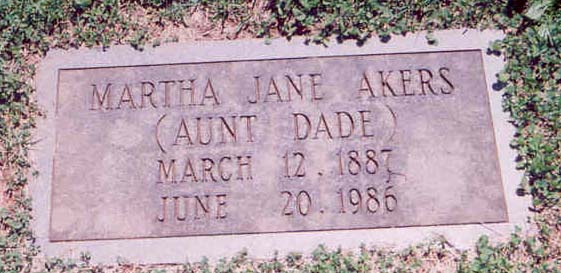 MARTHA JANE AKERS
(AUNT DADE)
MARCH 12. 1887
JUNE 20. 1986